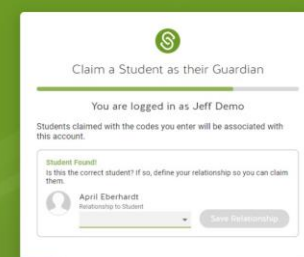 Claim a Student as their Guardian
You are logged in as Jeff Demo
Students claimed with the codes you enter will be associated with
this account.
Student Found!
Is this the correct student? If so, define your relationship so you can claim
them.
April Eberhardt
Relationship to Student
Save Relationship